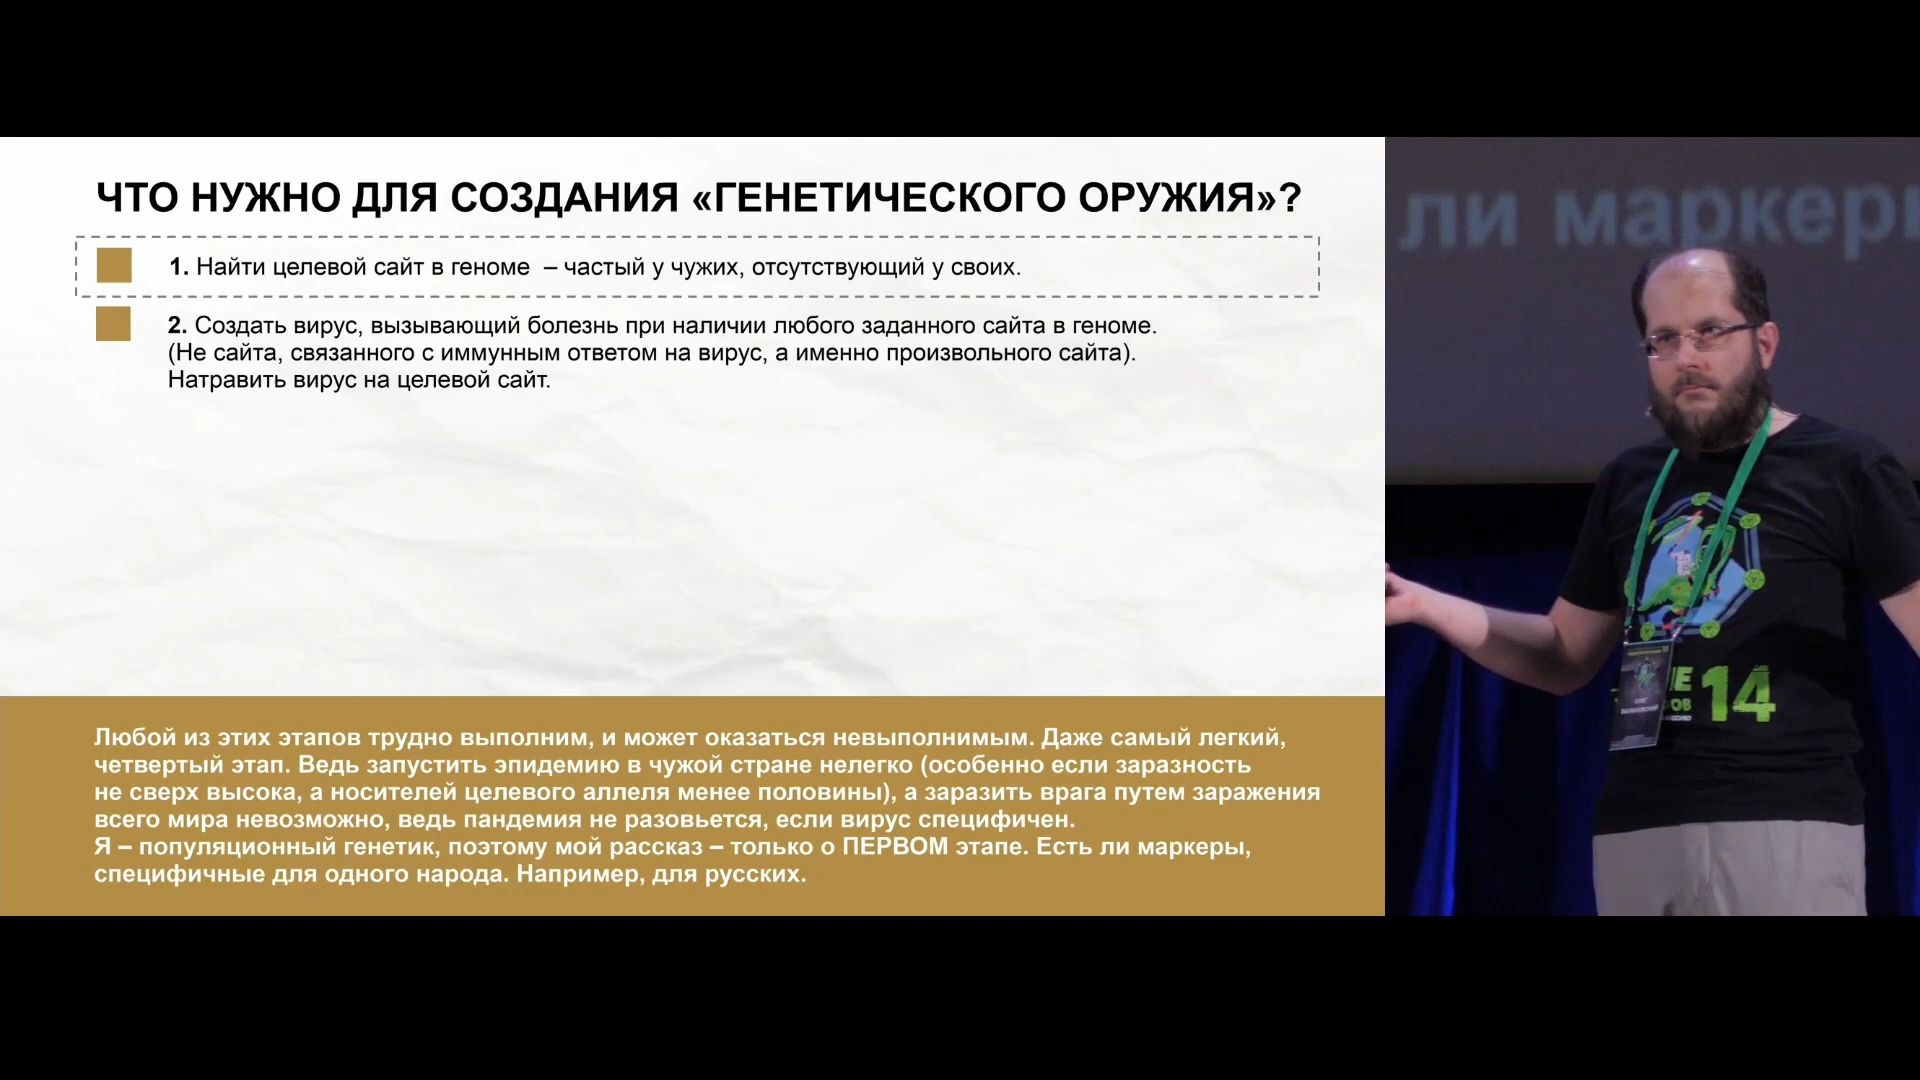 ЧТО НУЖНО ДЛЯ СОЗДАНИЯ «ГЕНЕТИЧЕСКОГО ОРУЖИЯ»?
1. Найти целевой сайт в геноме – частый у чужих, отсутствующий у своих.
2. Создать вирус, вызывающий болезнь при наличии любого заданного сайта в геноме.
(Не сайта, связанного с иммунным ответом на вирус, а именно произвольного сайта).
Натравить вирус на целевой сайт.
Любой из этих этапов трудно выполним, и может оказаться невыполнимым. Даже самый легкий,
четвертый этап. Ведь запустить эпидемию в чужой стране нелегко (особенно если заразность
не сверх высока, а носителей целевого аллеля менее половины), а заразить врага путем заражения
всего мира невозможно, ведь пандемия не разовьется, если вирус специфичен.
Я – популяционный генетик, поэтому мой рассказ – только о ПЕРВОМ этапе. Есть ли маркеры,
специфичные для одного народа. Например, для русских.
ли маркеры
14